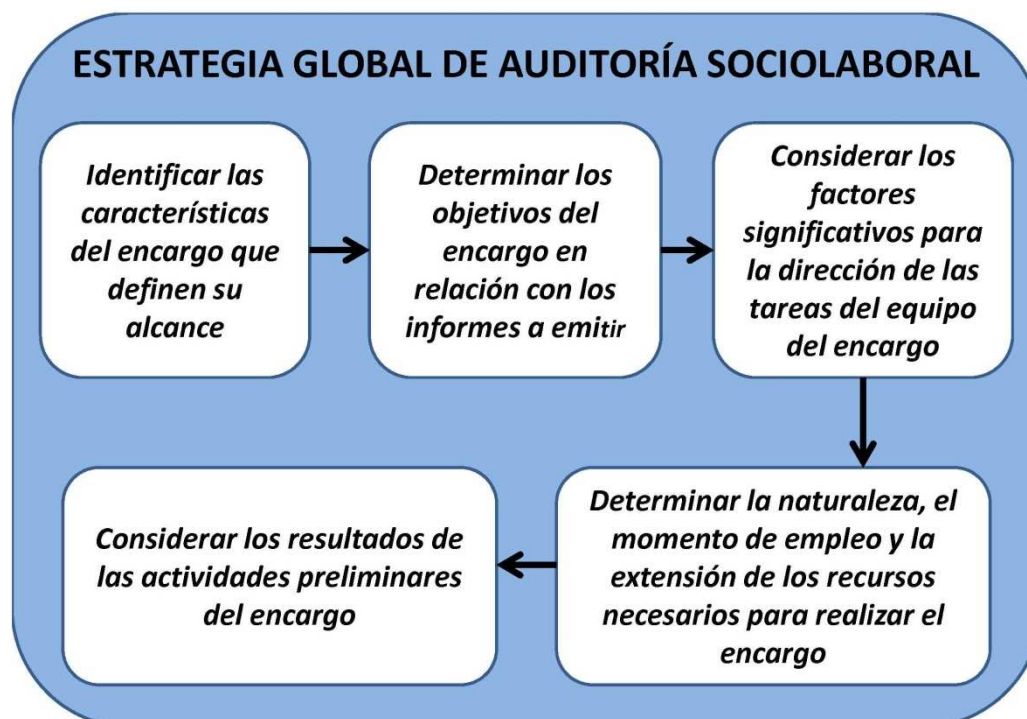 ESTRATEGIA GLOBAL DE AUDITORÍA SOCIOLABORAL
Identificar las
características
del encargo que
definen su
alcance
Determinar los
objetivos del
encargo en
relación con los
informes a emitir
Considerar los
factores
significativos para
la dirección de las
tareas del equipo
del encargo
Determinar la naturaleza, el
momento de empleo y la
extensión de los recursos
necesarios para realizar el
encargo
Considerar los resultados de
las actividades preliminares
del encargo